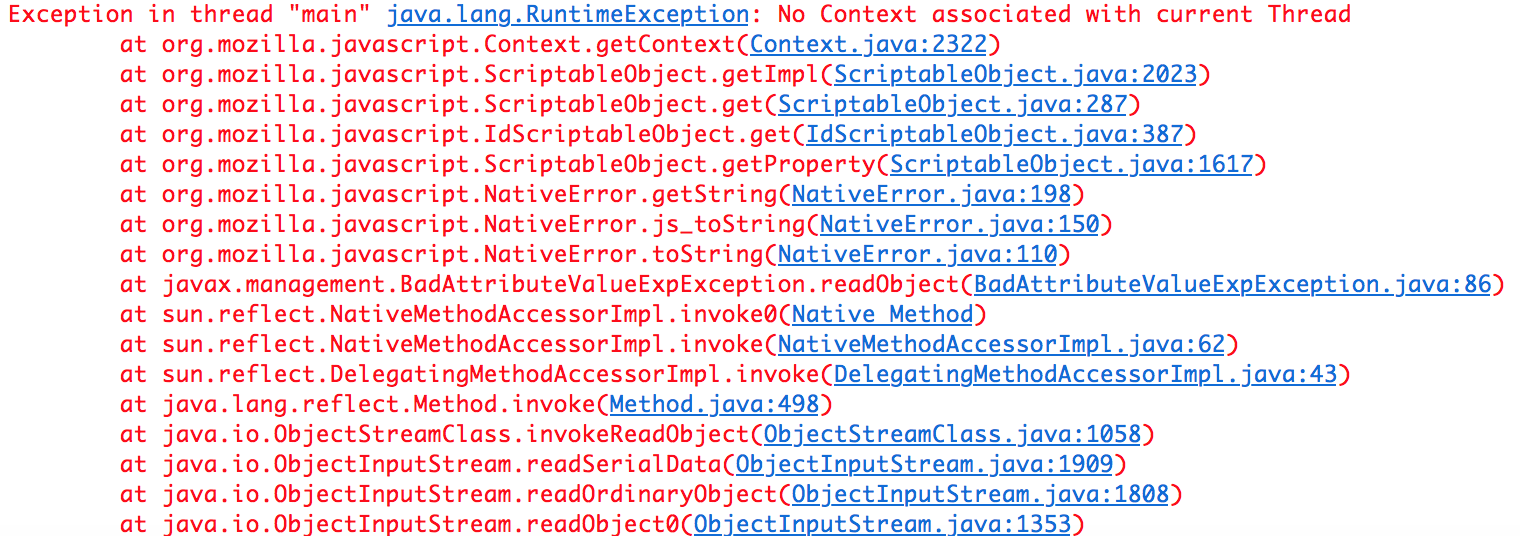 Exception in thread "main" java.lang.RuntimeException: No Context associated with current Thread
at org.mozilla.javascript.Context.getContext(Context.java:2322)
at org.mozilla.javascript.ScriptableObject.getImpl(ScriptableObject.java:2023)
at org.mozilla.javascript.ScriptableObject.get(ScriptableObject.java:287)
at org.mozilla.javascript.IdScriptableObject.get(IdScriptableObject.java:387)
at org.mozilla.javascript.ScriptableObject.getProperty(ScriptableObject.java:1617)
at org.mozilla.javascript.NativeError.getString(NativeError.java:198)
at org.mozilla.javascript.NativeError.js_toString(NativeError.java:150)
at org.mozilla.javascript.NativeError.toString(NativeError.java:110)
at javax.management.BadAttributeValueExpException.readObject(BadAttributeValueExpException.java:86)
at sun.reflect.NativeMethodAccessorImpl.invoke0(Native Method)
at sun.reflect.NativeMethodAccessorImpl.invoke(NativeMethodAccessorImpl.java:62)
at sun.reflect.DelegatingMethodAccessorImpl.invoke(DelegatingMethodAccessorImpl.java:43)
at java.lang.reflect.Method.invoke(Method.java:498)
at java.io.ObjectStreamClass.invokeReadObject(ObjectStreamClass.java:1058)
at java.io.ObjectInputStream.readSerialData(ObjectInputStream.java:1909)
at java.io.ObjectInputStream.readOrdinaryObject(ObjectInputStream.java:1808)
at java.io.ObjectInputStream.readObject0(ObjectInputStream.java:1353)